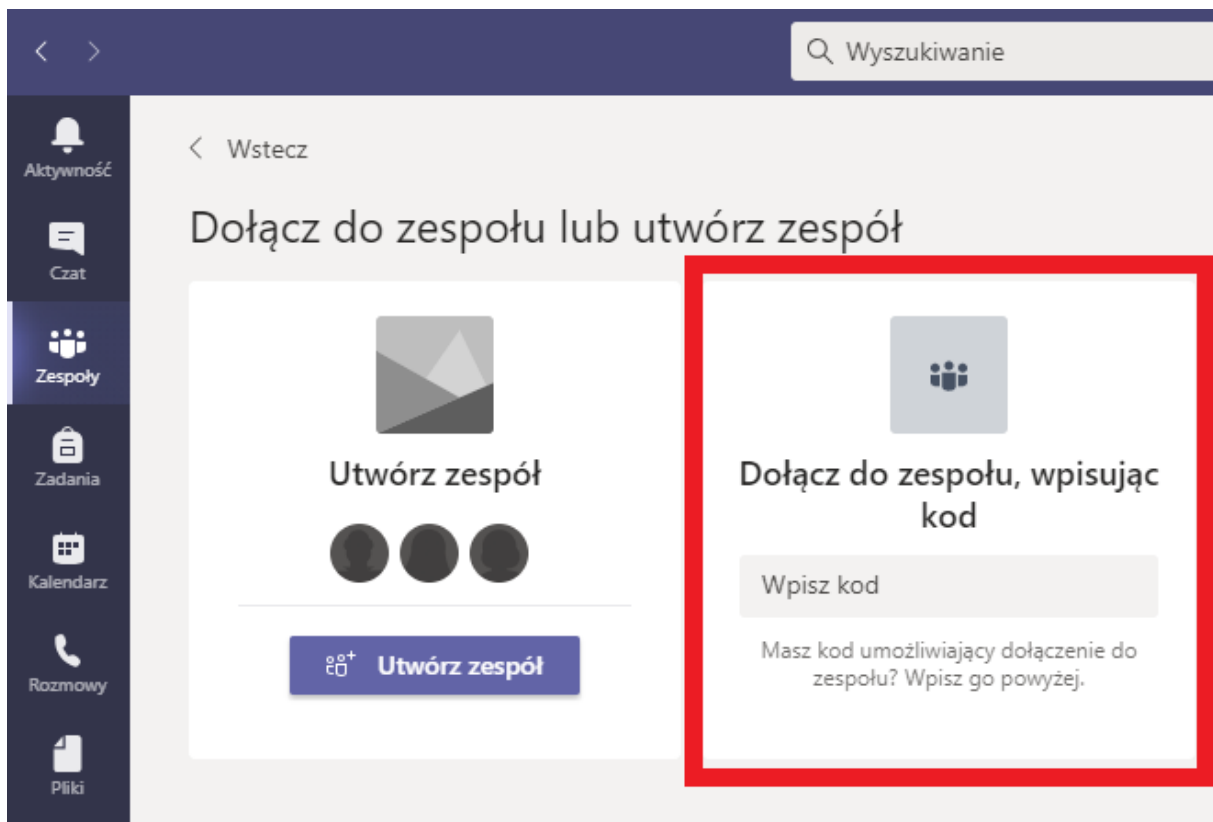 Wyszukiwanie
Aktywność
Czat
Zespoły
Zadania
Kalendarz
Rozmowy
Pliki
Wstecz
Dołącz do zespołu lub utwórz zespół
Utwórz zespół
Utwórz zespół
Dołącz do zespołu, wpisując
kod
Wpisz kod
Masz kod umożliwiający dołączenie do
zespołu? Wpisz go powyżej.